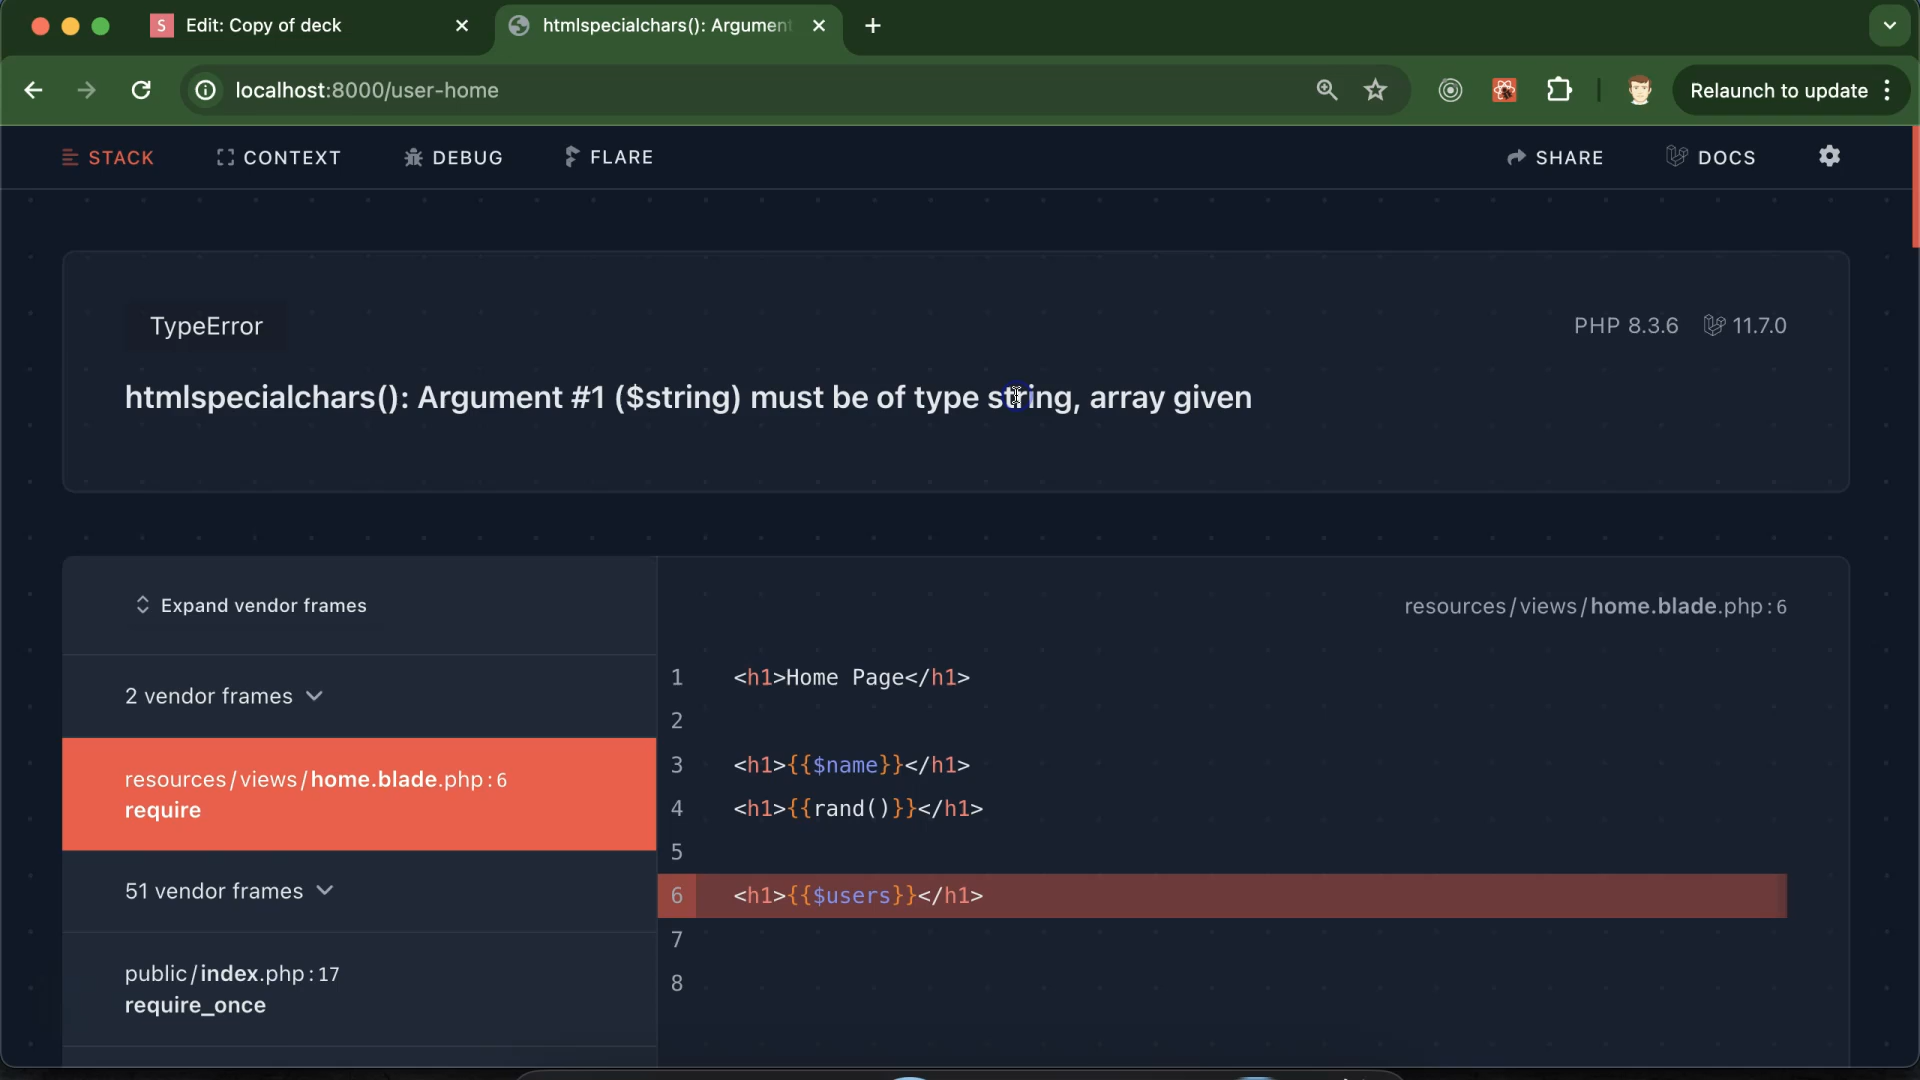 S Edit: Copy of deck
htmlspecialchars(): Argument
localhost:8000/user-home
Relaunch to update
STACK CONTEXT DEBUG FLARE SHARE DOCS
TypeError
PHP 8.3.6 11.7.0
htmlspecialchars(): Argument #1 ($string) must be of type string, array given
Expand vendor frames
2 vendor frames
resources/views/home.blade.php:6
require
51 vendor frames
public/index.php:17
require_once
resources/views/home.blade.php:6
1 <h1>Home Page</h1>
2
3 <h1>{{$name}}</h1>
4 <h1>{{rand()}}</h1>
5
6 <h1>{{$users}}</h1>
7
8